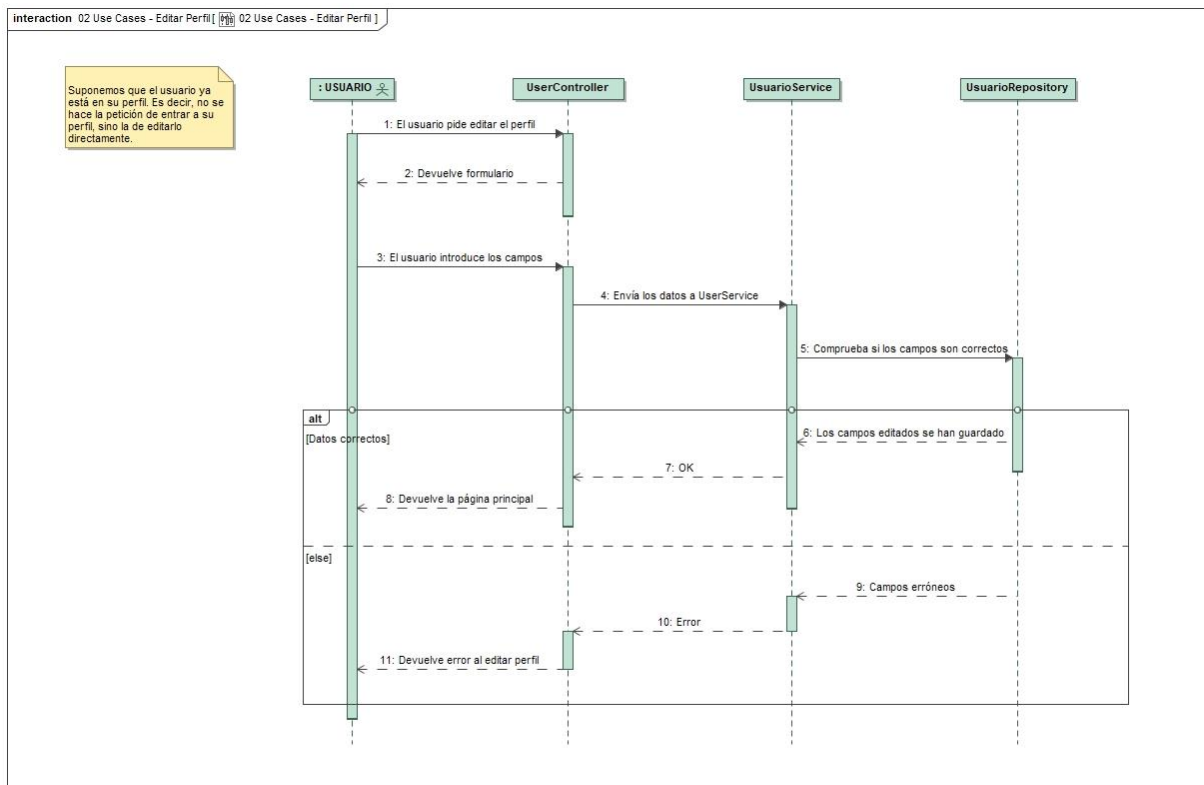 interaction 02 Use Cases - Editar Perfil[ 02 Use Cases - Editar Perfil ]
Suponemos que el usuario ya
está en su perfil. Es decir, no se
hace la petición de entrar a su
perfil, sino la de editarlo
directamente.
: USUARIO
UserController
UsuarioService
UsuarioRepository
1: El usuario pide editar el perfil
2: Devuelve formulario
3: El usuario introduce los campos
4: Envía los datos a UserService
5: Comprueba si los campos son correctos
alt
[Datos correctos]
6: Los campos editados se han guardado
7: OK
8: Devuelve la página principal
[else]
9: Campos erróneos
10: Error
11: Devuelve error al editar perfil